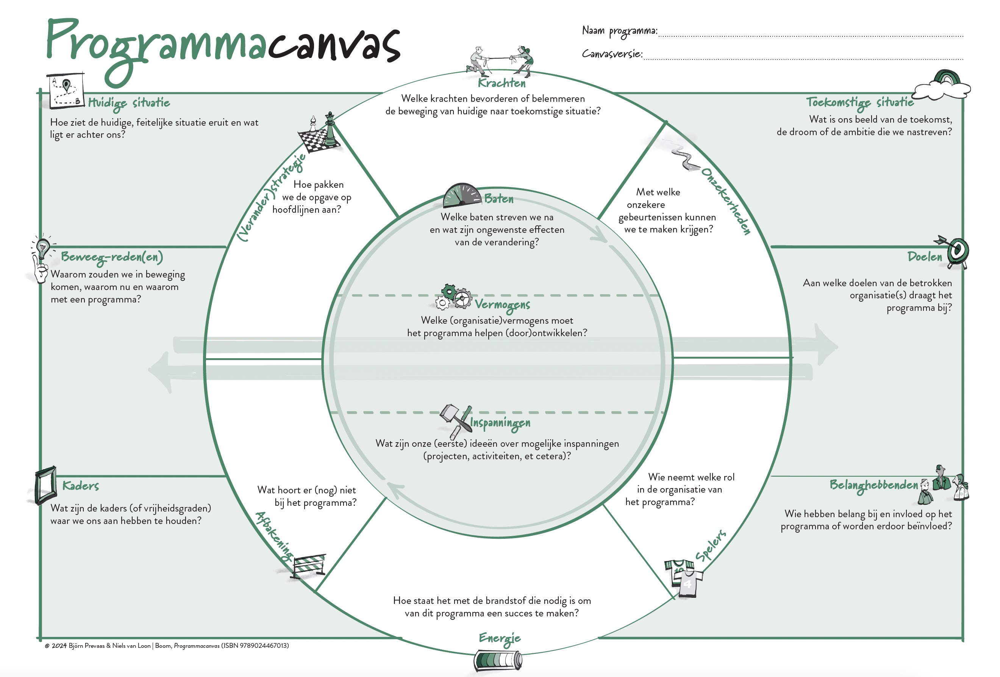 Programmacanvas
Naam programma:
Canvasversie:
Krachten
Welke krachten bevorderen of belemmeren
de beweging van huidige naar toekomstige situatie?
A
B
Huidige situatie
Hoe ziet de huidige, feitelijke situatie eruit en wat
ligt er achter ons?
Toekomstige situatie
Wat is ons beeld van de toekomst,
de droom of de ambitie die we nastreven?
(Verander)strategie
Hoe pakken
we de opgave op
hoofdlijnen aan?
Onzekerheden
Met welke
onzekere
gebeurtenissen kunnen
we te maken krijgen?
Baten
Welke baten streven we na
en wat zijn ongewenste effecten
van de verandering?
Beweeg-reden(en)
Waarom zouden we in beweging
komen, waarom nu en waarom
met een programma?
Doelen
Aan welke doelen van de betrokken
organisatie(s) draagt het
programma bij?
Vermogens
Welke (organisatie)vermogens moet
het programma helpen (door)ontwikkelen?
Inspanningen
Wat zijn onze (eerste) ideeën over mogelijke inspanningen
(projecten, activiteiten, et cetera)?
Kaders
Wat zijn de kaders (of vrijheidsgraden)
waar we ons aan hebben te houden?
Wat hoort er (nog) niet
bij het programma?
Afbakening
Wie neemt welke rol
in de organisatie van
het programma?
Spelers
10
4
Belanghebbenden
Wie hebben belang bij en invloed op het
programma of worden erdoor beïnvloed?
Hoe staat het met de brandstof die nodig is om
van dit programma een succes te maken?
Energie
© 2024 Björn Prevaas & Niels van Loon | Boom, Programmacanvas (ISBN 9789024467013)